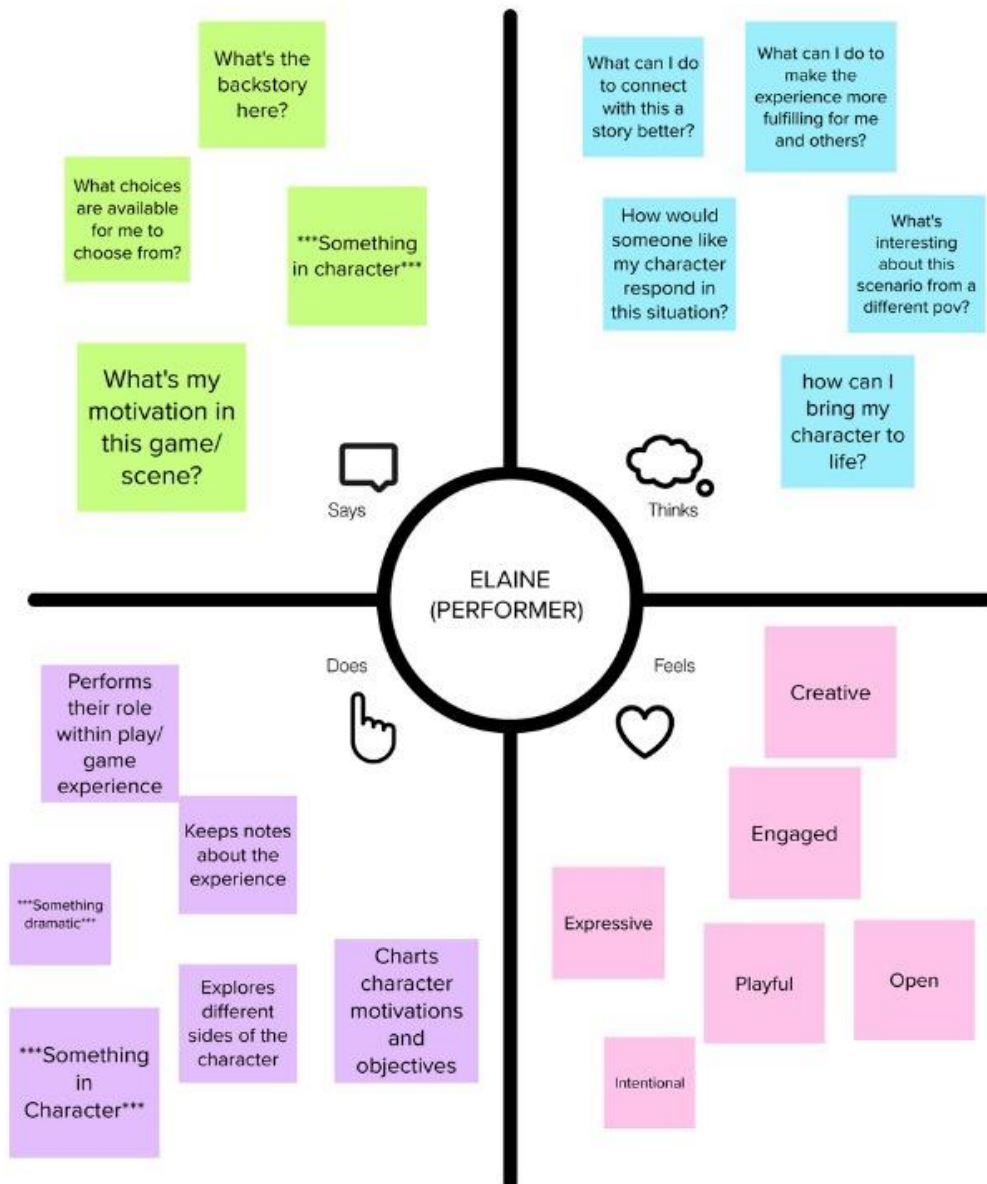 What's the
backstory
here?
What choices
are available
for me to
choose from?
***Something
in character***
What's my
motivation in
this game/
scene?
Says
What can I do
to connect
with this a
story better?
What can I do to
make the
experience more
fulfilling for me
and others?
How would
someone like
my character
respond in
this situation?
What's
interesting
about this
scenario from a
different pov?
how can I
bring my
character to
life?
Thinks
ELAINE
(PERFORMER)
Does
Performs
their role
within play/
game
experience
Keeps notes
about the
experience
***Something
dramatic***
Explores
different
sides of the
character
Charts
character
motivations
and
objectives
***Something
in
Character***
Feels
Creative
Engaged
Expressive
Playful
Open
Intentional